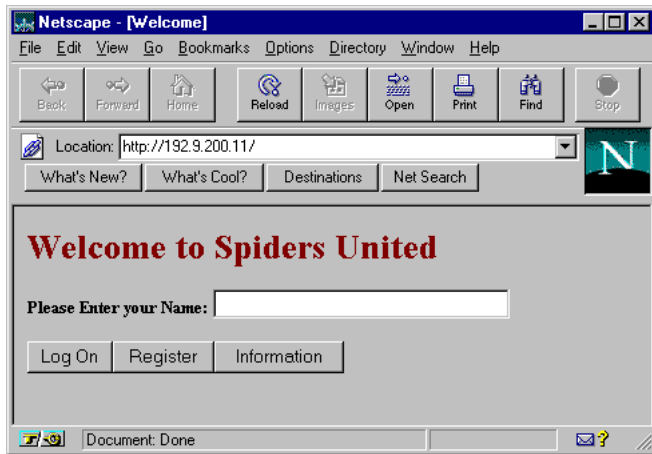 Netscape - [Welcome]
File Edit View Go Bookmarks Options Directory Window Help
Back Forward Home Reload Images Open Print Find Stop
Location: http://192.9.200.11/
N
What's New? What's Cool? Destinations Net Search
Welcome to Spiders United
Please Enter your Name:
Log On Register Information
Document: Done
?